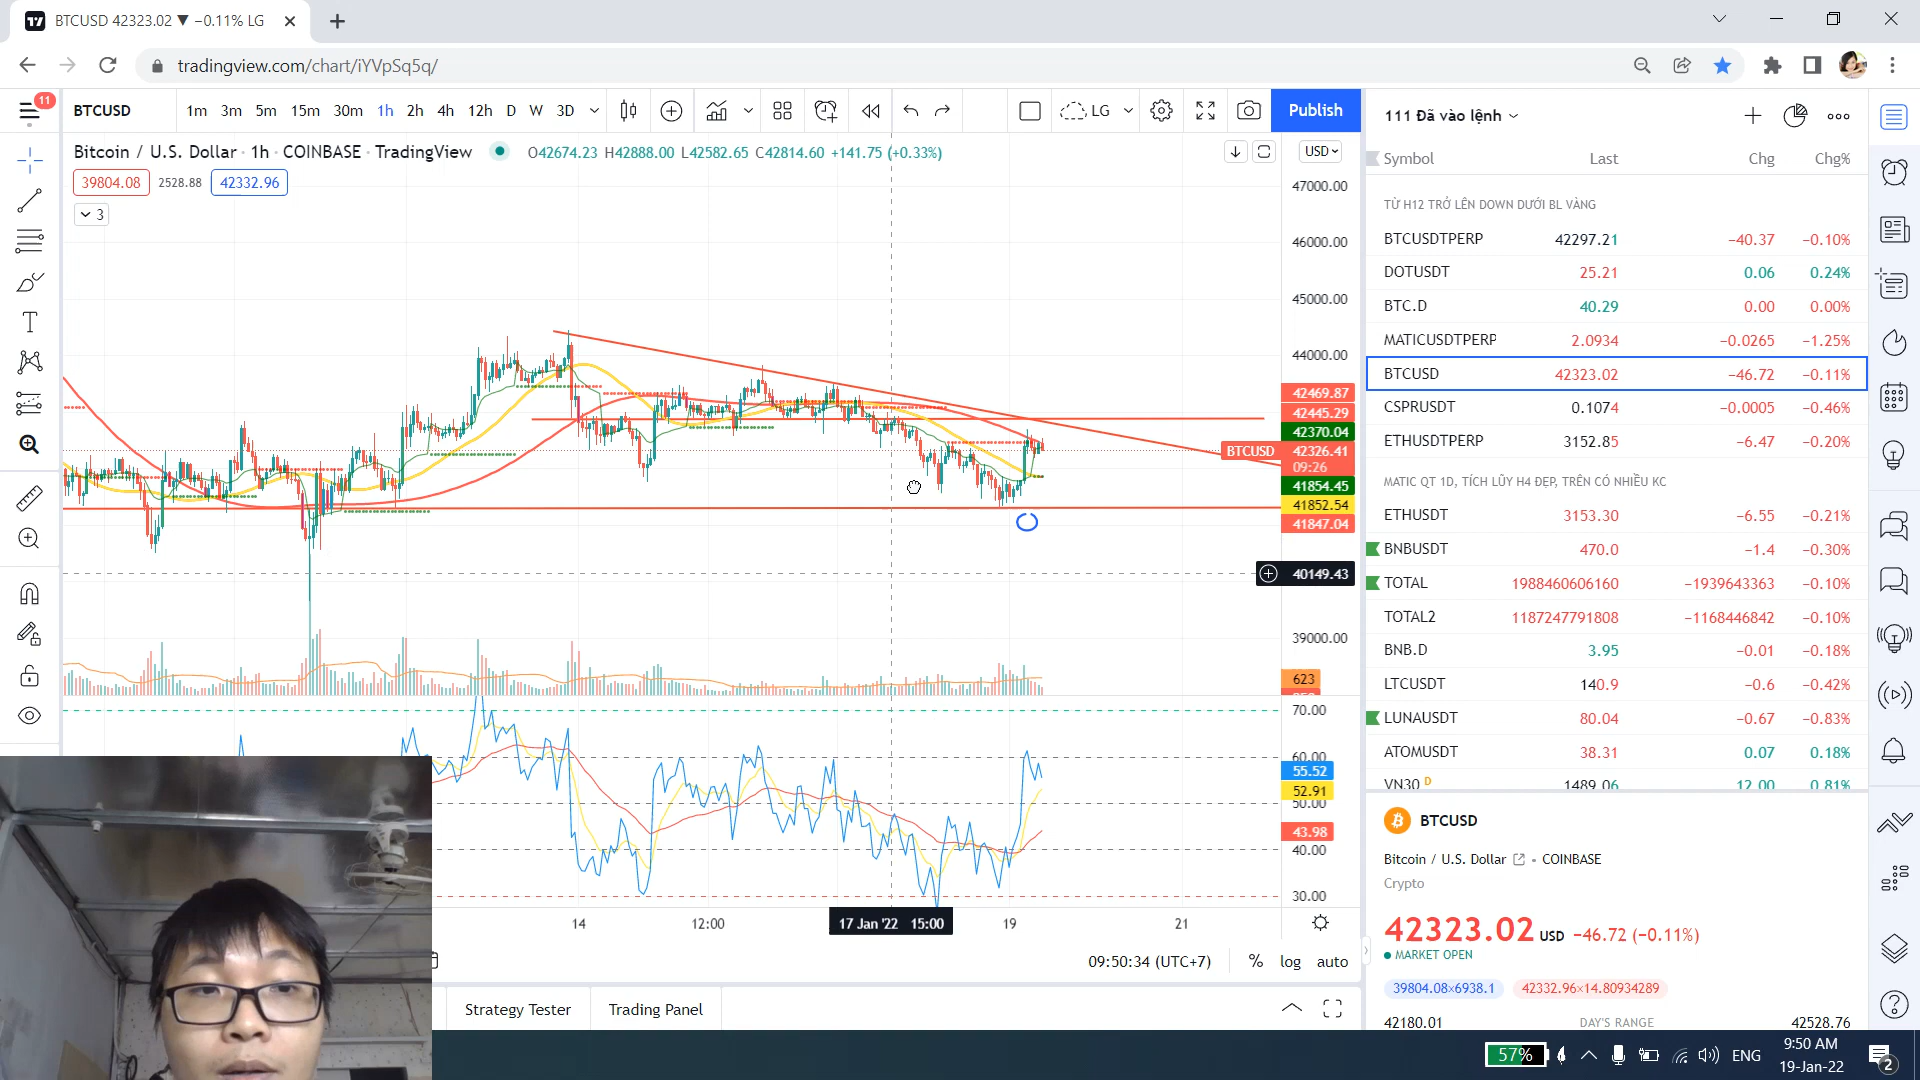 BTCUSD 42323.02 ▼ −0.11% LG
tradingview.com/chart/iYVpSq5q/
11
BTCUSD 1m 3m 5m 15m 30m 1h 2h 4h 12h D W 3D LG Publish
Bitcoin / U.S. Dollar · 1h · COINBASE · TradingView O42674.23 H42888.00 L42582.65 C42814.60 +141.75 (+0.33%)
39804.08 2528.88 42332.96
3
USD
47000.00
46000.00
45000.00
44000.00
42469.87
42445.29
42370.04
BTCUSD 42326.41
09:26
41854.45
41852.54
41847.04
40149.43
39000.00
623
70.00
60.00
55.52
52.91
50.00
43.98
40.00
30.00
14 12:00 17 Jan '22 15:00 19 21
09:50:34 (UTC+7) % log auto
Strategy Tester Trading Panel
111 Đã vào lệnh
Symbol Last Chg Chg%
TỪ H12 TRỞ LÊN DOWN DƯỚI BL VÀNG
BTCUSDTPERP 42297.21 −40.37 −0.10%
DOTUSDT 25.21 0.06 0.24%
BTC.D 40.29 0.00 0.00%
MATICUSDTPERP 2.0934 −0.0265 −1.25%
BTCUSD 42323.02 −46.72 −0.11%
CSPRUSDT 0.1074 −0.0005 −0.46%
ETHUSDTPERP 3152.85 −6.47 −0.20%
MATIC QT 1D, TÍCH LŨY H4 ĐẸP, TRÊN CÓ NHIỀU KC
ETHUSDT 3153.30 −6.55 −0.21%
BNBUSDT 470.0 −1.4 −0.30%
TOTAL 1988460606160 −1939643363 −0.10%
TOTAL2 1187247791808 −1168446842 −0.10%
BNB.D 3.95 −0.01 −0.18%
LTCUSDT 140.9 −0.6 −0.42%
LUNAUSDT 80.04 −0.67 −0.83%
ATOMUSDT 38.31 0.07 0.18%
VN30 D 1489.06 12.00 0.81%
BTCUSD
Bitcoin / U.S. Dollar COINBASE
Crypto
42323.02 USD −46.72 (−0.11%)
MARKET OPEN
39804.08×6938.1 42332.96×14.80934289
42180.01 DAY'S RANGE 42528.76
57% ENG 9:50 AM
19-Jan-22
2